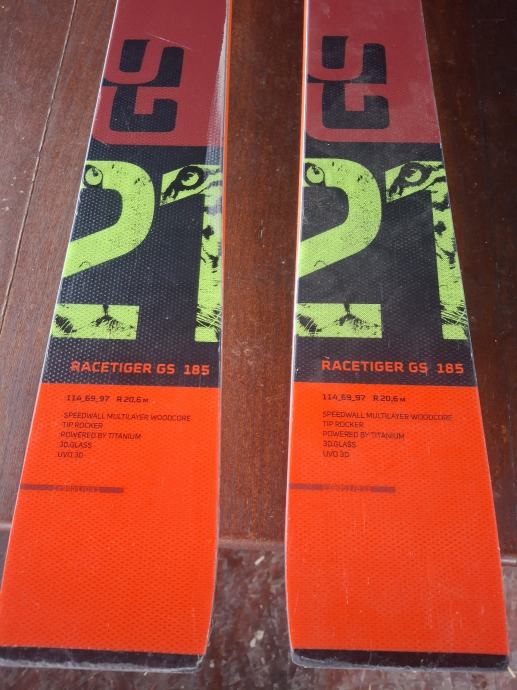 GS
21
RACETIGER GS 185
114_69_97 R 20,6 M
SPEEDWALL MULTILAYER WOODCORE
TIP ROCKER
POWERED BY TITANIUM
3D.GLASS
UVO 3D
GS
21
RACETIGER GS 185
114_69_97 R 20,6 M
SPEEDWALL MULTILAYER WOODCORE
TIP ROCKER
POWERED BY TITANIUM
3D.GLASS
UVO 3D